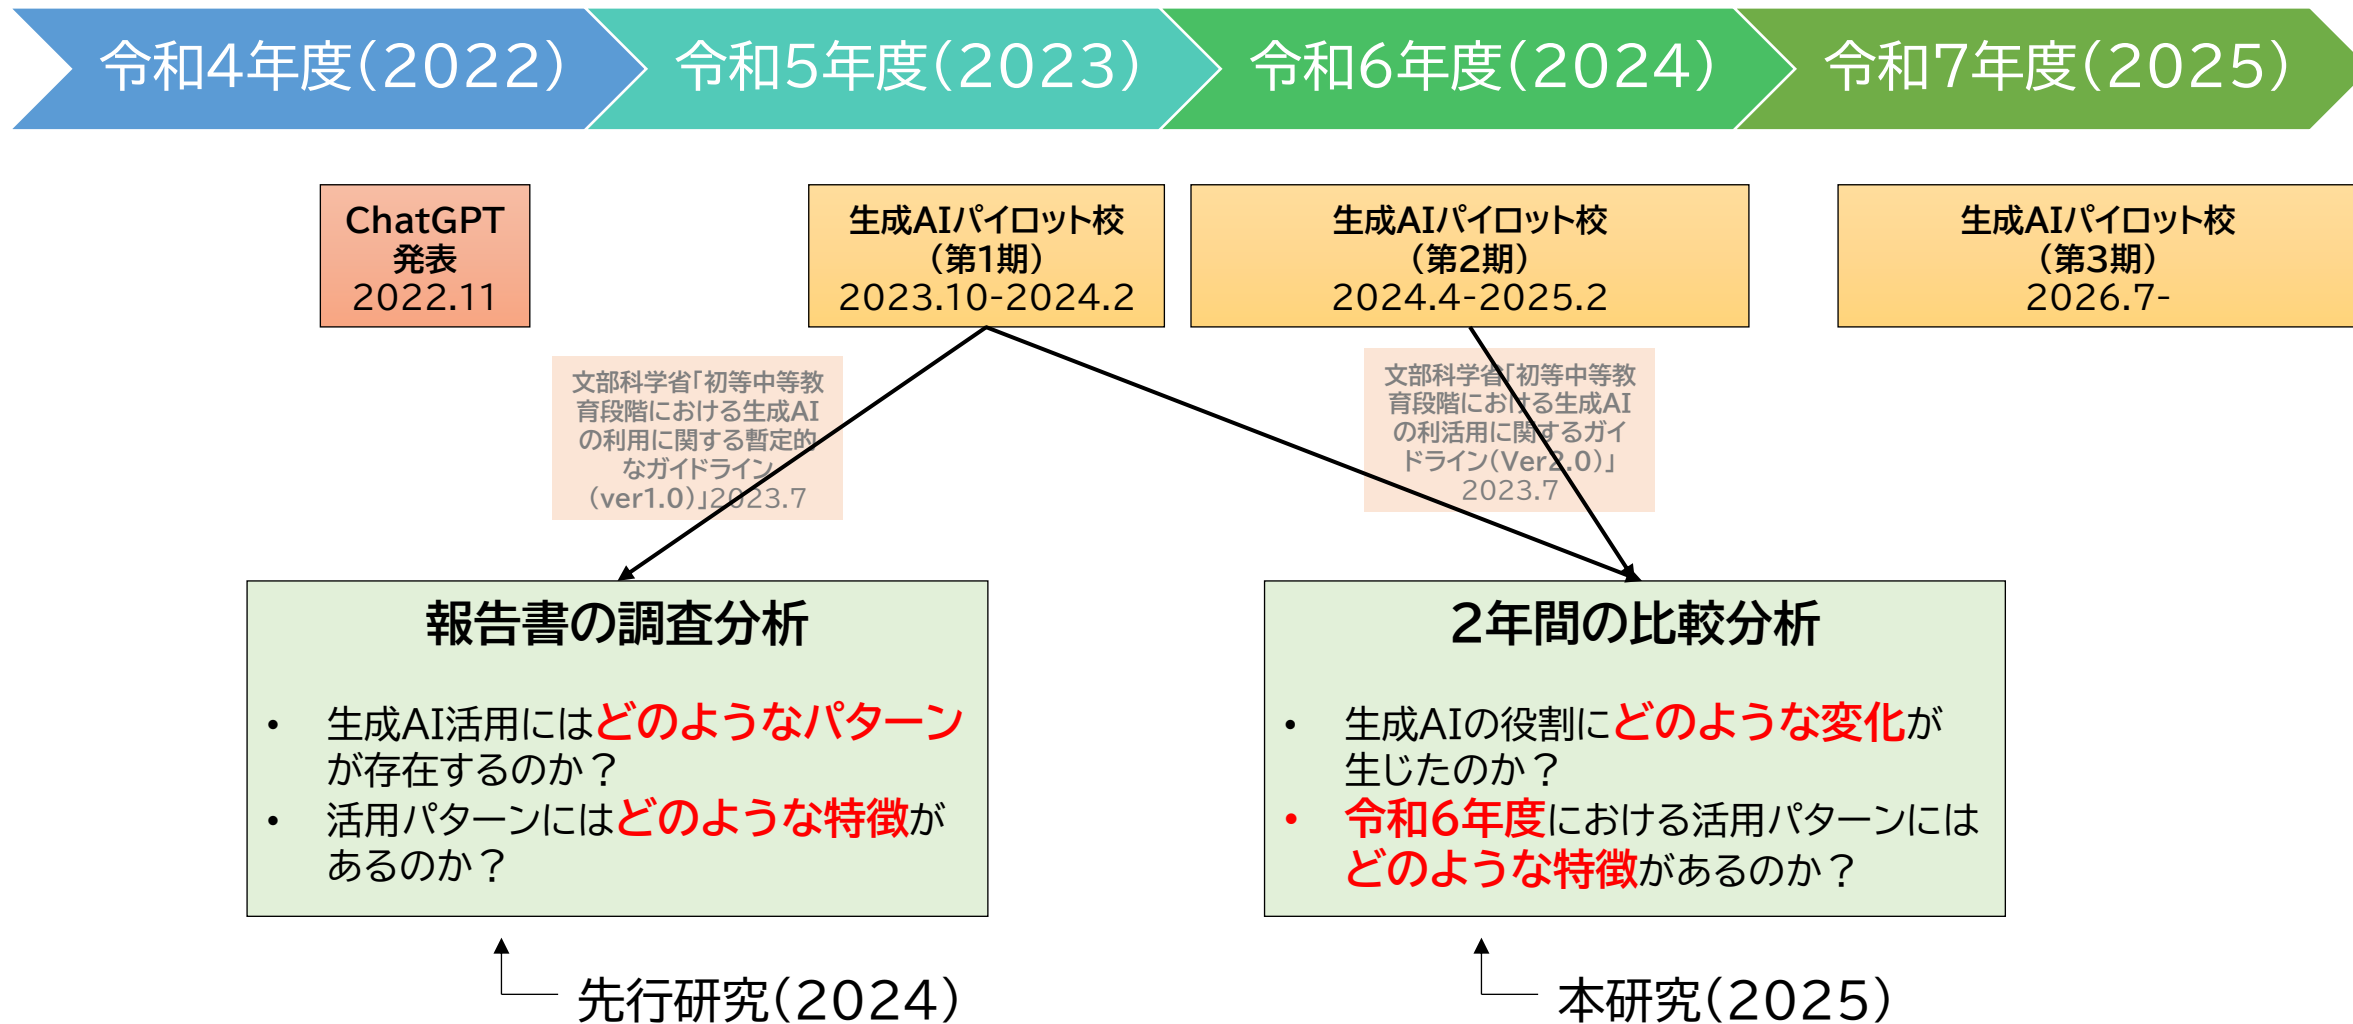 令和4年度(2022)
令和5年度(2023)
令和6年度(2024)
令和7年度(2025)
ChatGPT
発表
2022.11
生成AIパイロット校
(第1期)
2023.10-2024.2
生成AIパイロット校
(第2期)
2024.4-2025.2
生成AIパイロット校
(第3期)
2026.7-
文部科学省「初等中等教
育段階における生成AI
の利用に関する暫定的
なガイドライン
(ver1.0)」2023.7
文部科学省「初等中等教
育段階における生成AI
の利活用に関するガイ
ドライン(Ver2.0)」
2023.7
報告書の調査分析
• 生成AI活用にはどのようなパターン
が存在するのか？
• 活用パターンにはどのような特徴が
あるのか？
2年間の比較分析
• 生成AIの役割にどのような変化が
生じたのか？
• 令和6年度における活用パターンには
どのような特徴があるのか？
先行研究(2024)
本研究(2025)